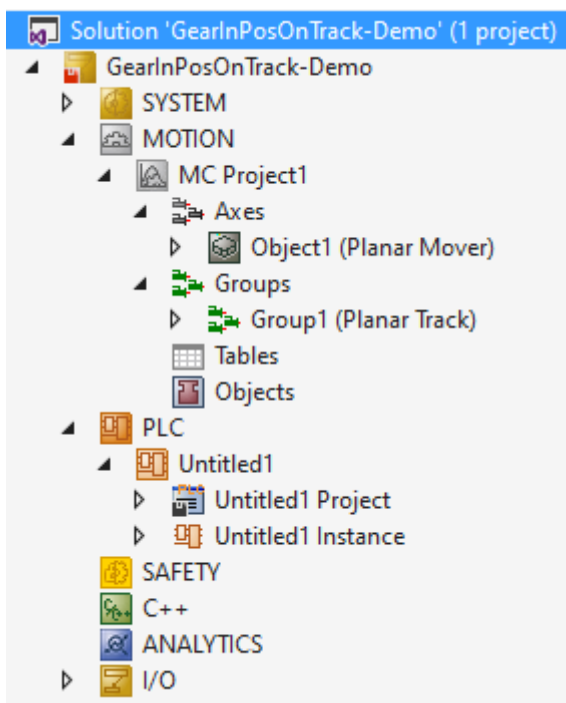 Solution 'GearInPosOnTrack-Demo' (1 project)
GearInPosOnTrack-Demo
SYSTEM
MOTION
MC Project1
Axes
Object1 (Planar Mover)
Groups
Group1 (Planar Track)
Tables
Objects
PLC
Untitled1
Untitled1 Project
Untitled1 Instance
SAFETY
C++
ANALYTICS
I/O